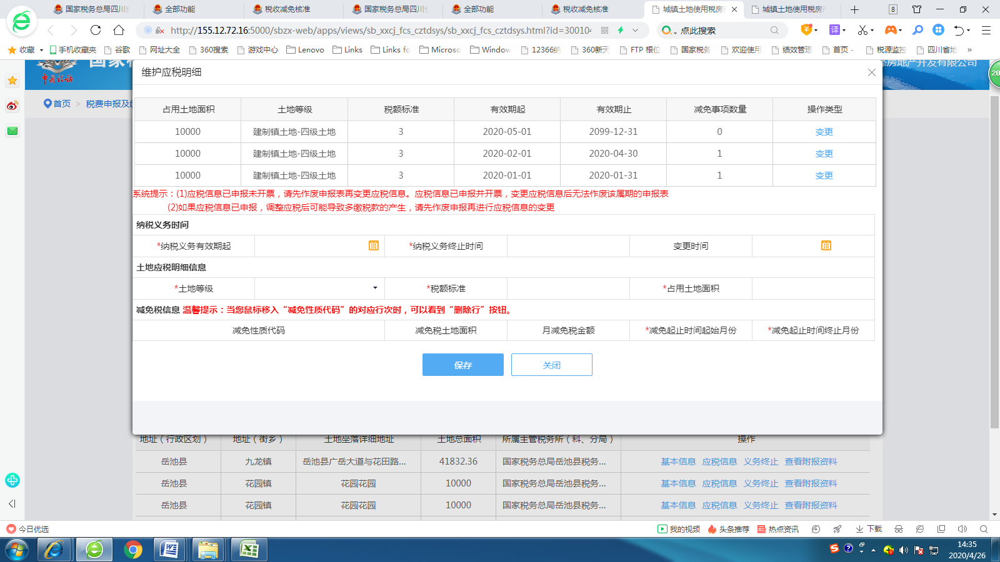 国家税务总局四川
全部功能
税收减免核准
国家税务总局四川
全部功能
税收减免核准
城镇土地使用税房
城镇土地使用税房
8
http://155.12.72.16:5000/sbzx-web/apps/views/sb_xxcj_fcs_cztdsys/sb_xxcj_fcs_cztdsys.html?id=30010
点此搜索
译
收藏
手机收藏夹
谷歌
网址大全
360搜索
游戏中心
Lenovo
Links
Links fo
Microso
Window
12366纳
360新天
FTP 根位
国家税务
欢迎使用
绩效管理
首页 -
税源监控
四川省地
»
中国税务
国家
房地产开发有限公司
20
首页 > 税费申报及
维护应税明细
占用土地面积 土地等级 税额标准 有效期起 有效期止 减免事项数量 操作类型
10000 建制镇土地-四级土地 3 2020-05-01 2099-12-31 0 变更
10000 建制镇土地-四级土地 3 2020-02-01 2020-04-30 1 变更
10000 建制镇土地-四级土地 3 2020-01-01 2020-01-31 1 变更
系统提示：(1)应税信息已申报未开票，请先作废申报表再变更应税信息。应税信息已申报并开票，变更应税信息后无法作废该属期的申报表
(2)如果应税信息已申报，调整应税后可能导致多缴税款的产生，请先作废申报再进行应税信息的变更
纳税义务时间
*纳税义务有效期起 *纳税义务终止时间 变更时间
土地应税明细信息
*土地等级 *税额标准 *占用土地面积
减免税信息 温馨提示：当您鼠标移入“减免性质代码”的对应行次时，可以看到“删除行”按钮。
减免性质代码 减免税土地面积 月减免税金额 *减免起止时间起始月份 *减免起止时间终止月份
保存 关闭
地址（行政区划） 地址（街乡） 土地坐落详细地址 土地总面积 所属主管税务所（科、分局） 操作
岳池县 九龙镇 岳池县广岳大道与花田路... 41832.36 国家税务总局岳池县税务... 基本信息 应税信息 义务终止 查看附报资料
岳池县 花园镇 花园花园 10000 国家税务总局岳池县税务... 基本信息 应税信息 义务终止 查看附报资料
岳池县 花园镇 花园花园 10000 国家税务总局岳池县税务... 基本信息 应税信息 义务终止 查看附报资料
今日优选
我的视频
头条推荐
热点资讯
下载
14:35
2020/4/26